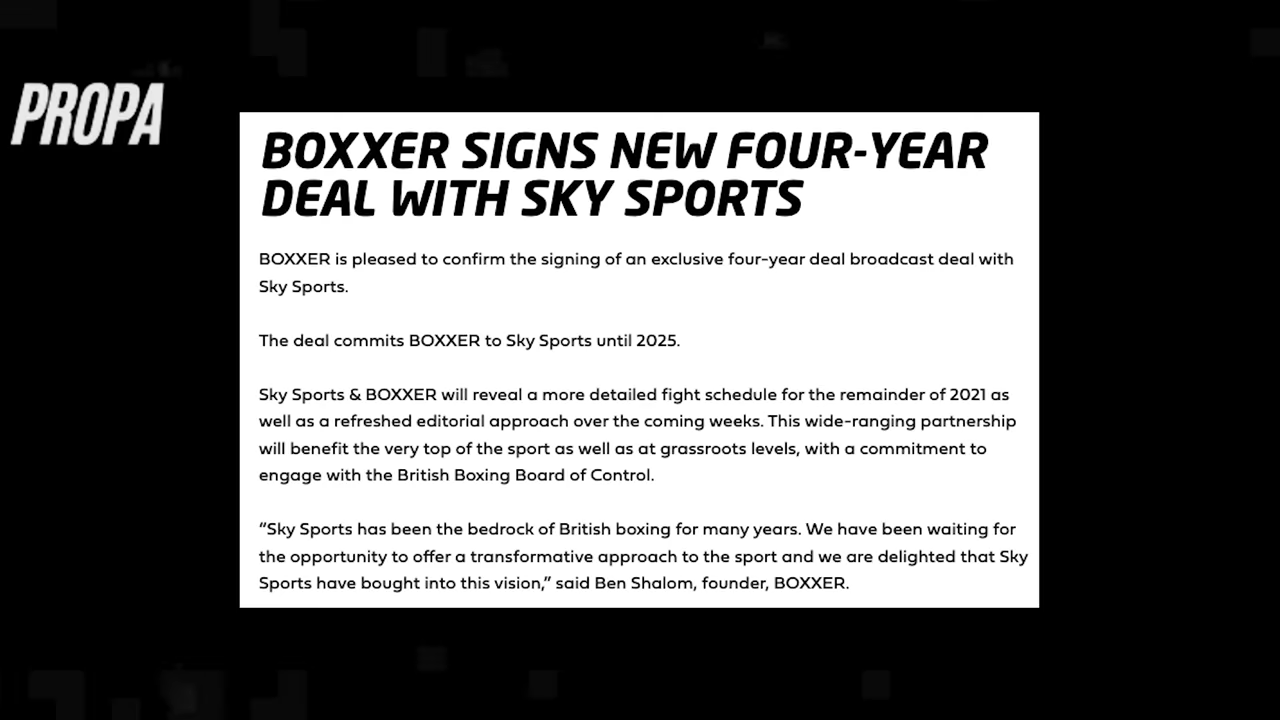 PROPA
BOXXER SIGNS NEW FOUR-YEAR
DEAL WITH SKY SPORTS
BOXXER is pleased to confirm the signing of an exclusive four-year deal broadcast deal with
Sky Sports.
The deal commits BOXXER to Sky Sports until 2025.
Sky Sports & BOXXER will reveal a more detailed fight schedule for the remainder of 2021 as
well as a refreshed editorial approach over the coming weeks. This wide-ranging partnership
will benefit the very top of the sport as well as at grassroots levels, with a commitment to
engage with the British Boxing Board of Control.
“Sky Sports has been the bedrock of British boxing for many years. We have been waiting for
the opportunity to offer a transformative approach to the sport and we are delighted that Sky
Sports have bought into this vision,” said Ben Shalom, founder, BOXXER.